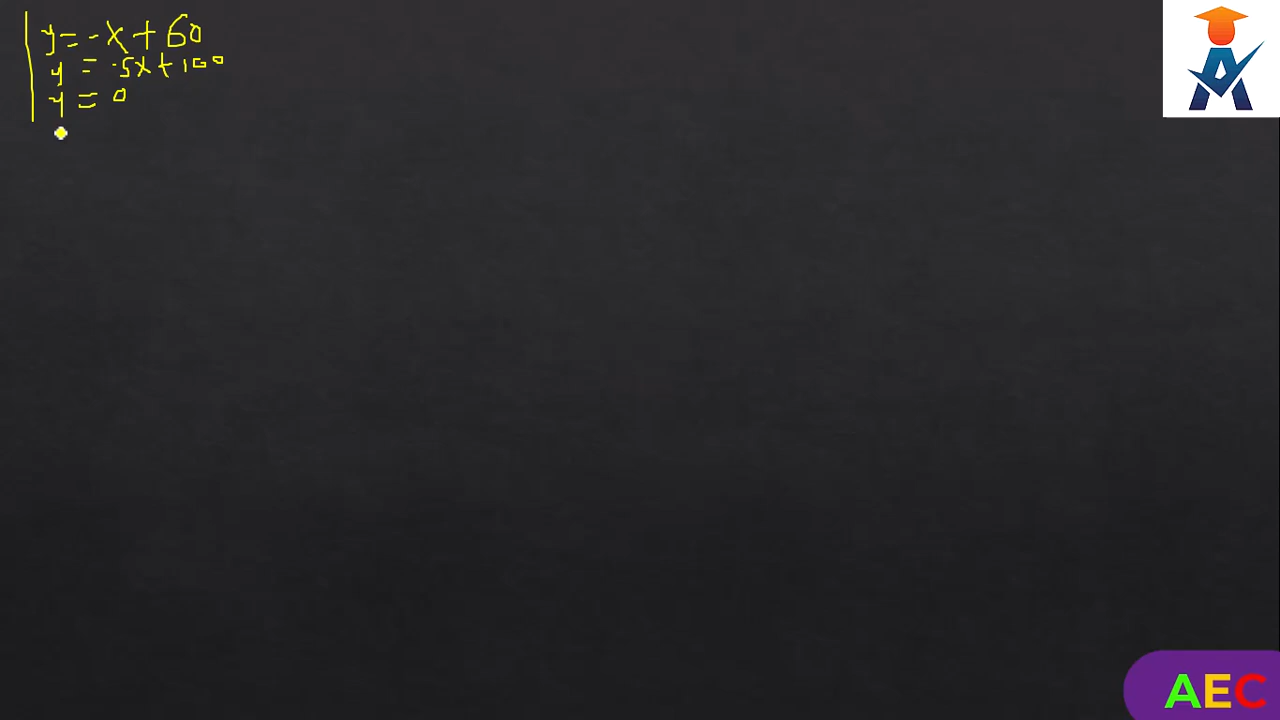 y = -x + 60
y = -5x + 100
y = 0
AEC